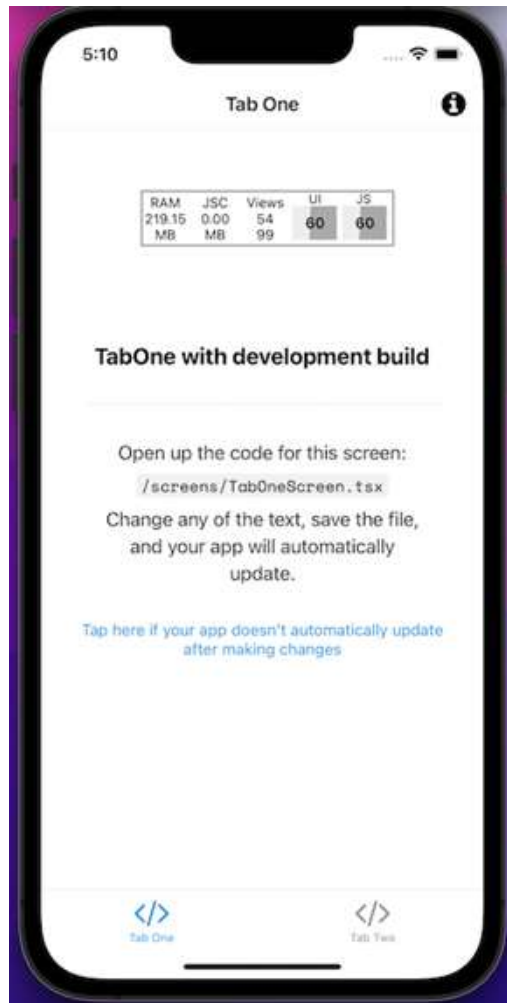 5:10
Tab One
RAM JSC Views UI JS
219.15 0.00 54 60 60
MB MB 99
TabOne with development build
Open up the code for this screen:
/screens/TabOneScreen.tsx
Change any of the text, save the file,
and your app will automatically
update.
Tap here if your app doesn't automatically update
after making changes
</> </>
Tab One Tab Two